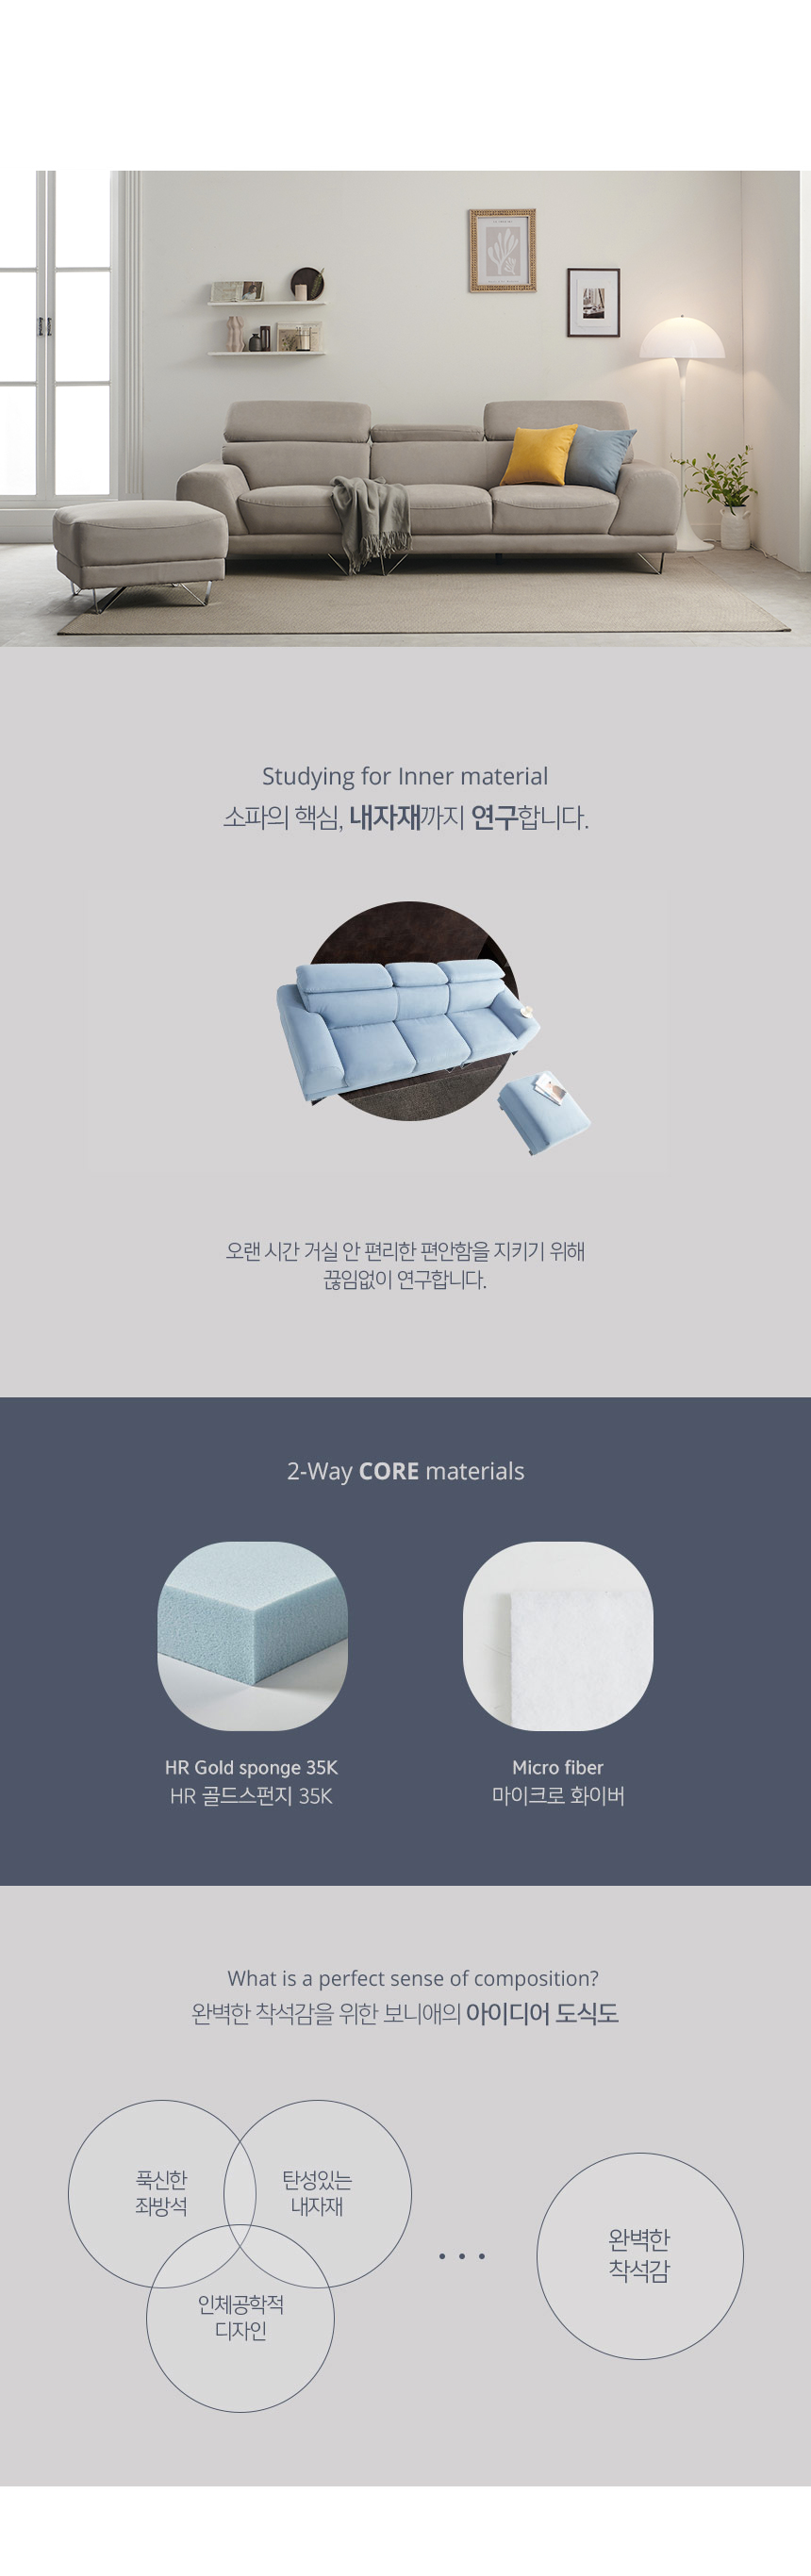 Studying for Inner material
소파의 핵심, 내자재까지 연구합니다.
오랜 시간 거실 안 편리한 편안함을 지키기 위해
끊임없이 연구합니다.
2-Way CORE materials
HR Gold sponge 35K
HR 골드스펀지 35K
Micro fiber
마이크로 화이버
What is a perfect sense of composition?
완벽한 착석감을 위한 보니애의 아이디어 도식도
푹신한
좌방석
탄성있는
내자재
인체공학적
디자인
완벽한
착석감